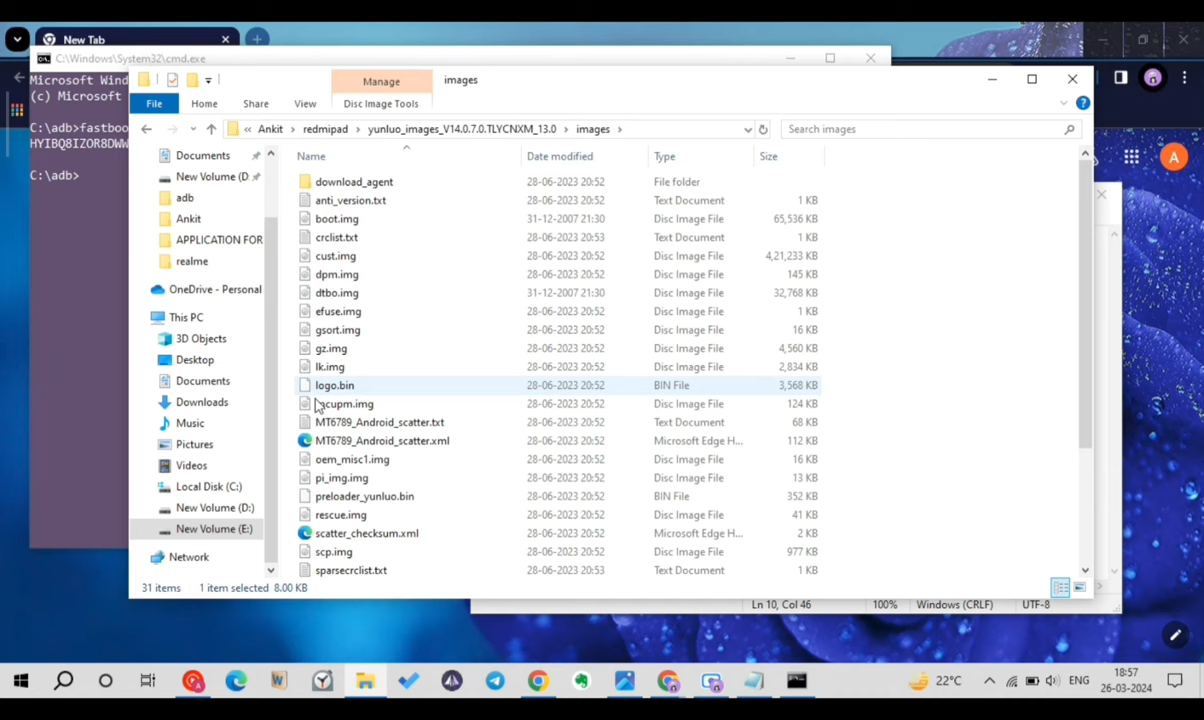 New Tab
C:\Windows\System32\cmd.exe
Microsoft Wind
(c) Microsoft
C:\adb>fastboo
HYIBQ8IZOR8DWW
C:\adb>
Manage
images
File
Home
Share
View
Disc Image Tools
« Ankit > redmipad > yunluo_images_V14.0.7.0.TLYCNXM_13.0 > images >
Search images
Documents
New Volume (D
adb
Ankit
APPLICATION FOR
realme
OneDrive - Personal
This PC
3D Objects
Desktop
Documents
Downloads
Music
Pictures
Videos
Local Disk (C:)
New Volume (D:)
New Volume (E:)
Network
Name Date modified Type Size
download_agent 28-06-2023 20:52 File folder
anti_version.txt 28-06-2023 20:52 Text Document 1 KB
boot.img 31-12-2007 21:30 Disc Image File 65,536 KB
crclist.txt 28-06-2023 20:53 Text Document 1 KB
cust.img 28-06-2023 20:52 Disc Image File 4,21,233 KB
dpm.img 28-06-2023 20:52 Disc Image File 145 KB
dtbo.img 31-12-2007 21:30 Disc Image File 32,768 KB
efuse.img 28-06-2023 20:52 Disc Image File 1 KB
gsort.img 28-06-2023 20:52 Disc Image File 16 KB
gz.img 28-06-2023 20:52 Disc Image File 4,560 KB
lk.img 28-06-2023 20:52 Disc Image File 2,834 KB
logo.bin 28-06-2023 20:52 BIN File 3,568 KB
cupm.img 28-06-2023 20:52 Disc Image File 124 KB
MT6789_Android_scatter.txt 28-06-2023 20:52 Text Document 68 KB
MT6789_Android_scatter.xml 28-06-2023 20:52 Microsoft Edge H... 112 KB
oem_misc1.img 28-06-2023 20:52 Disc Image File 16 KB
pi_img.img 28-06-2023 20:52 Disc Image File 13 KB
preloader_yunluo.bin 28-06-2023 20:52 BIN File 352 KB
rescue.img 28-06-2023 20:52 Disc Image File 41 KB
scatter_checksum.xml 28-06-2023 20:52 Microsoft Edge H... 2 KB
scp.img 28-06-2023 20:52 Disc Image File 977 KB
sparsecrclist.txt 28-06-2023 20:53 Text Document 1 KB
31 items 1 item selected 8.00 KB
A
Ln 10, Col 46 100% Windows (CRLF) UTF-8
22°C
ENG
18:57
26-03-2024